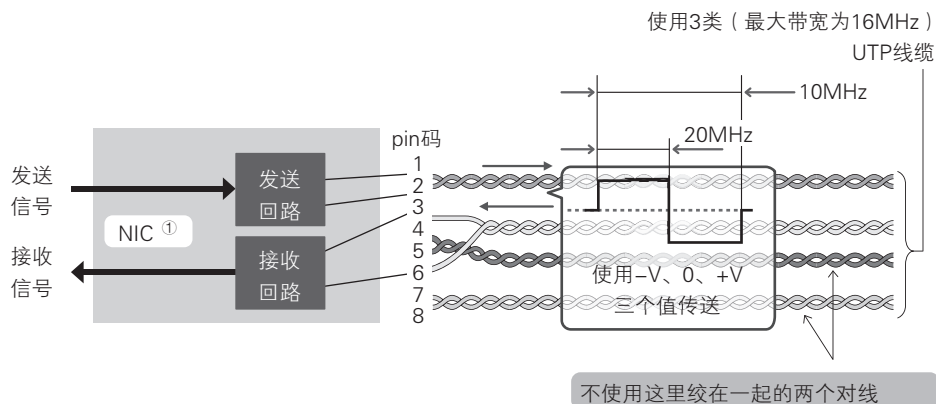 使用3类（最大带宽为16MHz）
UTP线缆
10MHz
20MHz
pin码
1
2
3
4
5
6
7
8
发送
信号
发送
回路
NIC ①
接收
信号
接收
回路
使用–V、0、+V
三个值传送
不使用这里绞在一起的两个对线